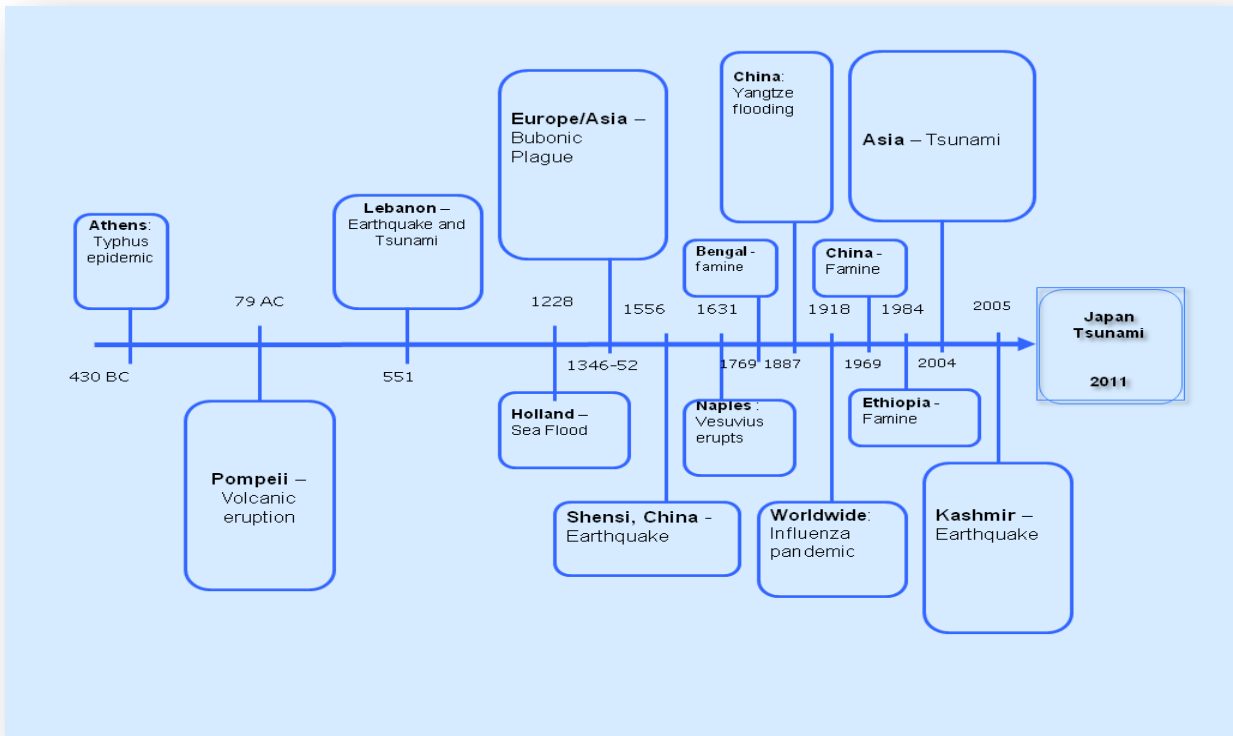 China:
Yangtze
flooding
Europe/Asia –
Bubonic
Plague
Asia – Tsunami
Lebanon –
Earthquake and
Tsunami
Athens:
Typhus
epidemic
Bengal -
famine
China -
Famine
79 AC
1228
1556
1631
1918
1984
2005
Japan
Tsunami
2011
430 BC
551
1346-52
1769
1887
1969
2004
Holland –
Sea Flood
Naples :
Vesuvius
erupts
Ethiopia -
Famine
Pompeii –
Volcanic
eruption
Shensi, China -
Earthquake
Worldwide:
Influenza
pandemic
Kashmir –
Earthquake